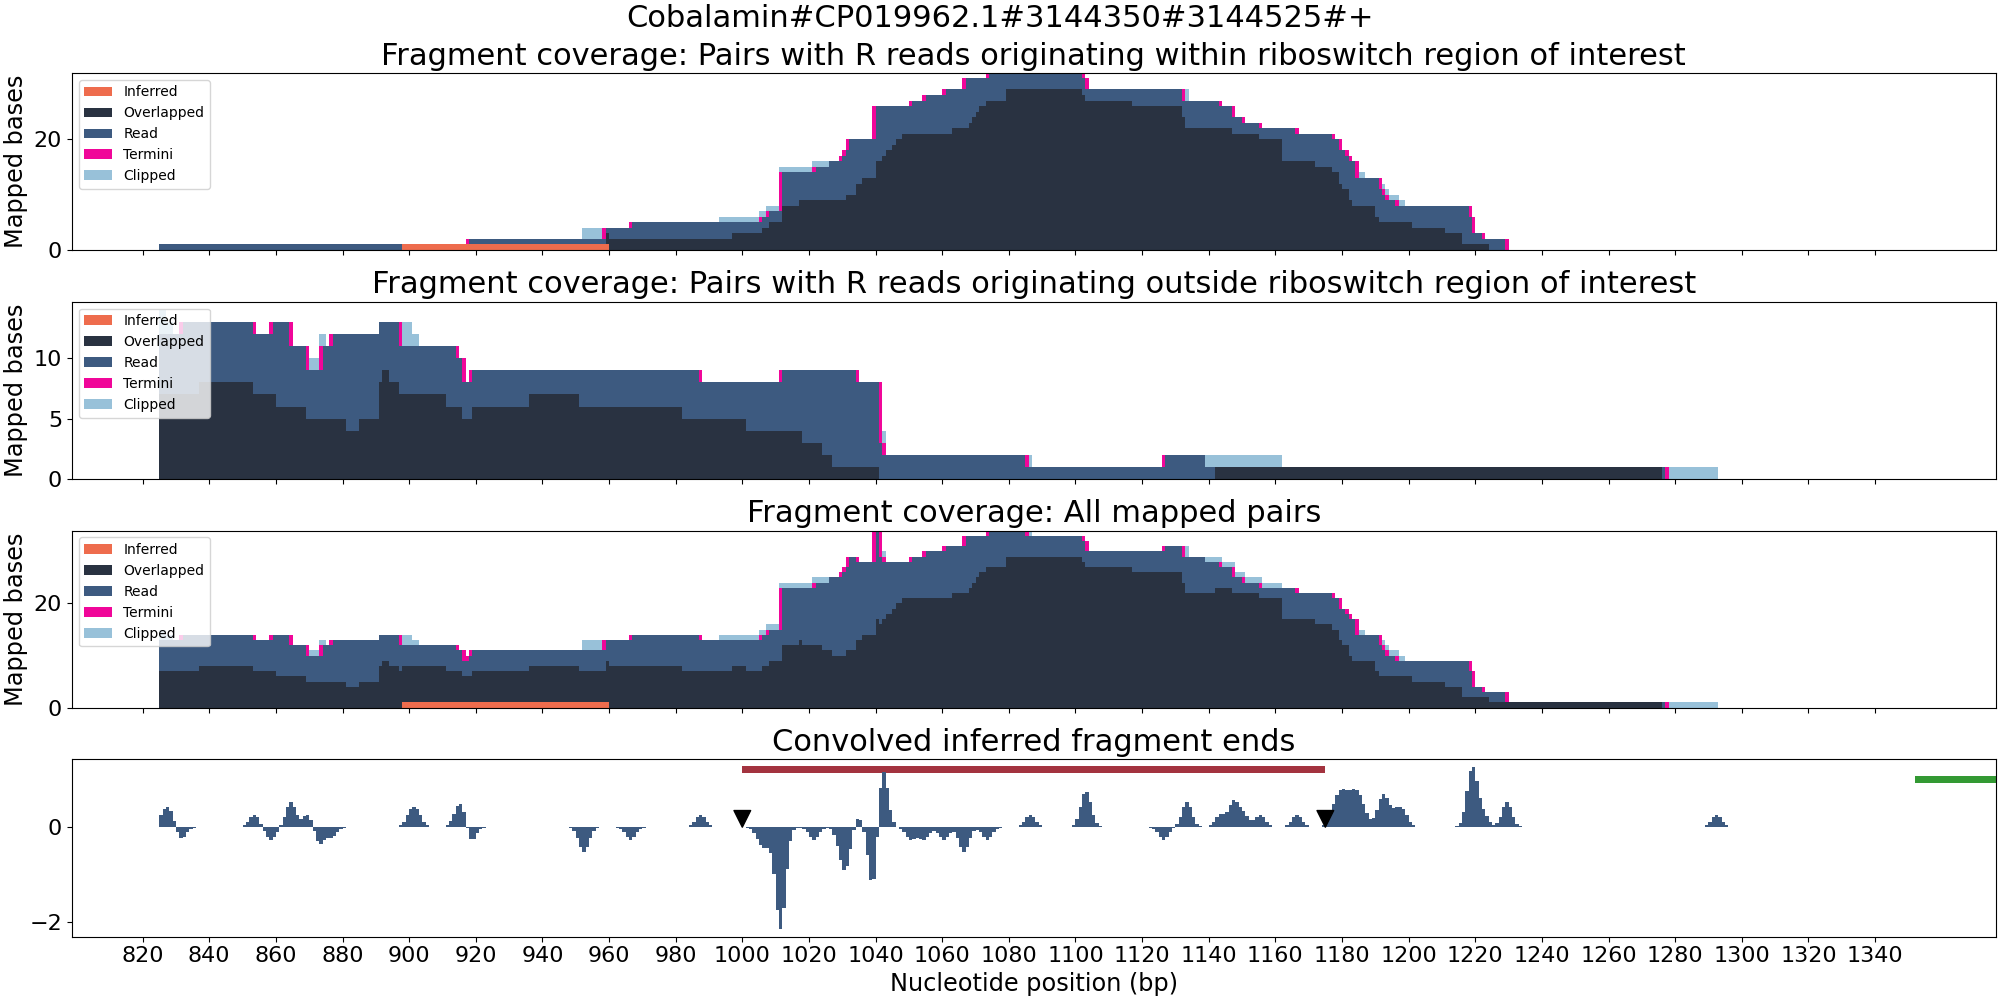 Cobalamin#CP019962.1#3144350#3144525#+
Fragment coverage: Pairs with R reads originating within riboswitch region of interest
Mapped bases
20
0
Inferred
Overlapped
Read
Termini
Clipped
Fragment coverage: Pairs with R reads originating outside riboswitch region of interest
Mapped bases
10
5
0
Inferred
Overlapped
Read
Termini
Clipped
Fragment coverage: All mapped pairs
Mapped bases
20
0
Inferred
Overlapped
Read
Termini
Clipped
Convolved inferred fragment ends
0
−2
820 840 860 880 900 920 940 960 980 1000 1020 1040 1060 1080 1100 1120 1140 1160 1180 1200 1220 1240 1260 1280 1300 1320 1340
Nucleotide position (bp)